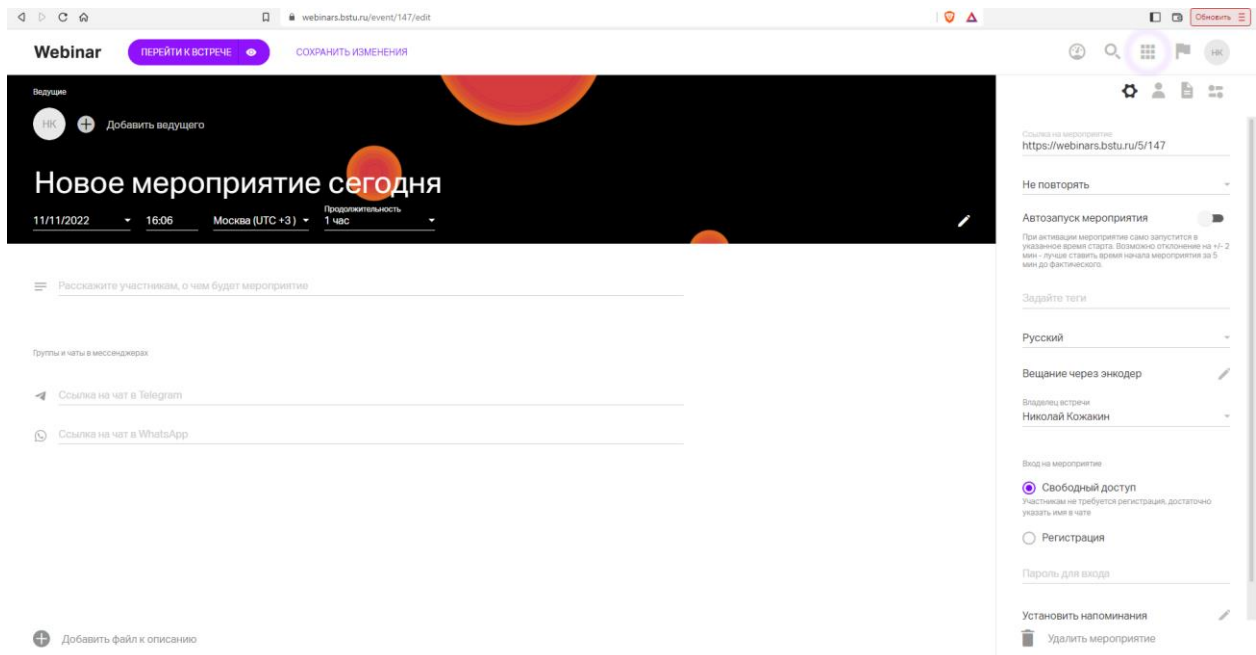 webinars.bstu.ru/event/147/edit
Обновить
Webinar
ПЕРЕЙТИ К ВСТРЕЧЕ
СОХРАНИТЬ ИЗМЕНЕНИЯ
НК
Ведущие
НК
Добавить ведущего
Новое мероприятие сегодня
Продолжительность
11/11/2022 16:06 Москва (UTC +3) 1 час
Расскажите участникам, о чем будет мероприятие
Группы и чаты в мессенджерах
Ссылка на чат в Telegram
Ссылка на чат в WhatsApp
Добавить файл к описанию
Ссылка на мероприятие
https://webinars.bstu.ru/5/147
Не повторять
Автозапуск мероприятия
При активации мероприятие само запустится в
указанное время старта. Возможно отклонение на +/- 2
мин - лучше ставить время начала мероприятия за 5
мин до фактического.
Задайте теги
Русский
Вещание через энкодер
Владелец встречи
Николай Кожакин
Вход на мероприятие
Свободный доступ
Участникам не требуется регистрация, достаточно
указать имя в чате
Регистрация
Пароль для входа
Установить напоминания
Удалить мероприятие